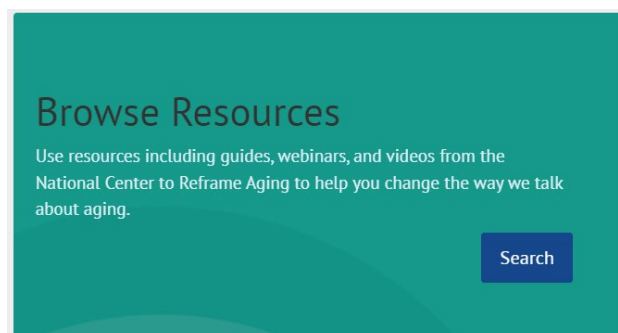 Browse Resources
Use resources including guides, webinars, and videos from the
National Center to Reframe Aging to help you change the way we talk
about aging.
Search